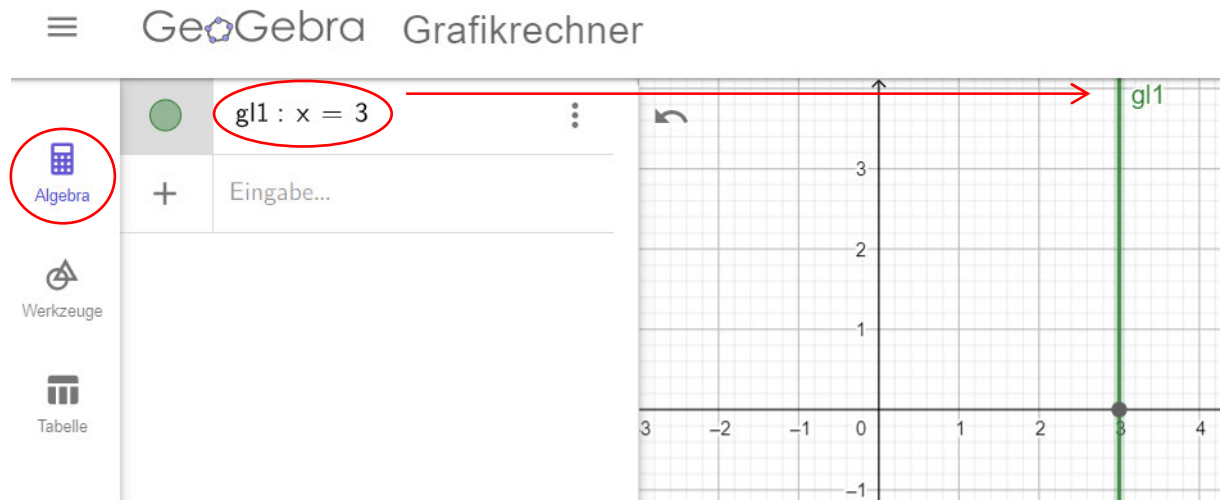 GeoGebra Grafikrechner
gl1 : x = 3
gl1
Algebra
Eingabe...
Werkzeuge
Tabelle
3
2
1
3 −2 −1 0 1 2 3 4
−1